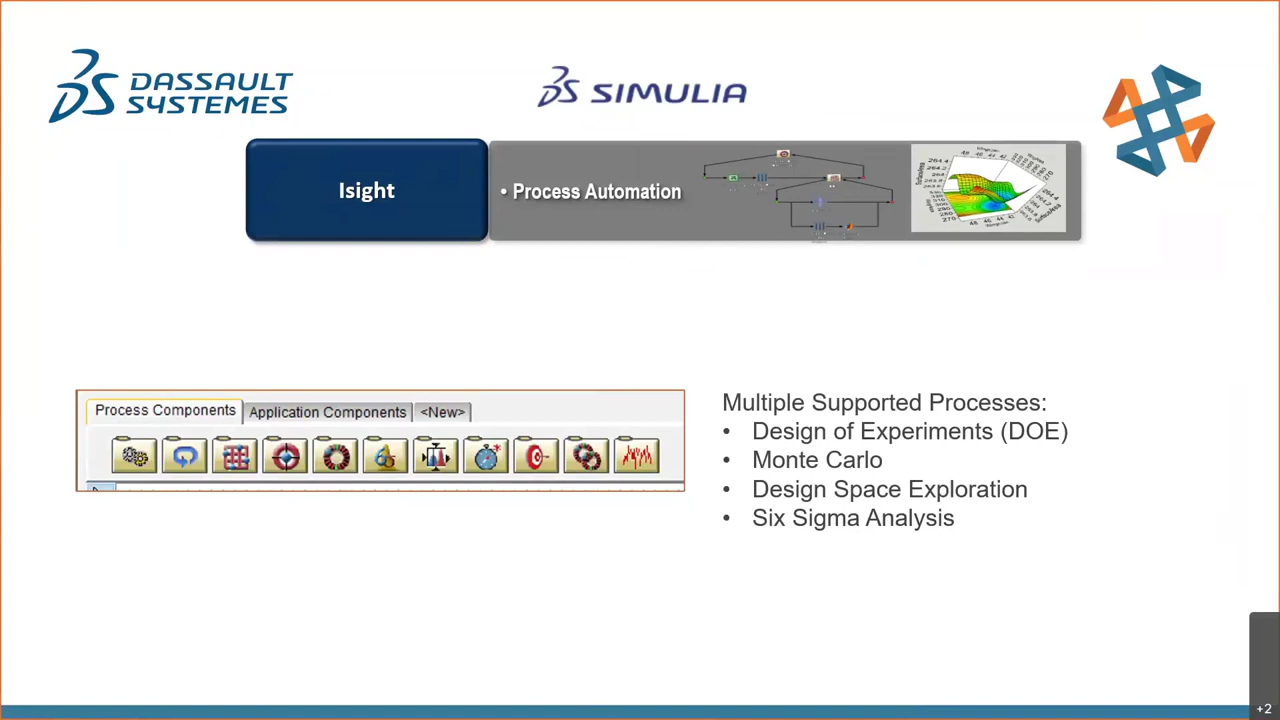 DASSAULT
SYSTEMES
SIMULIA
Isight
• Process Automation
Process Components
Application Components
<New>
Multiple Supported Processes:
• Design of Experiments (DOE)
• Monte Carlo
• Design Space Exploration
• Six Sigma Analysis
+2